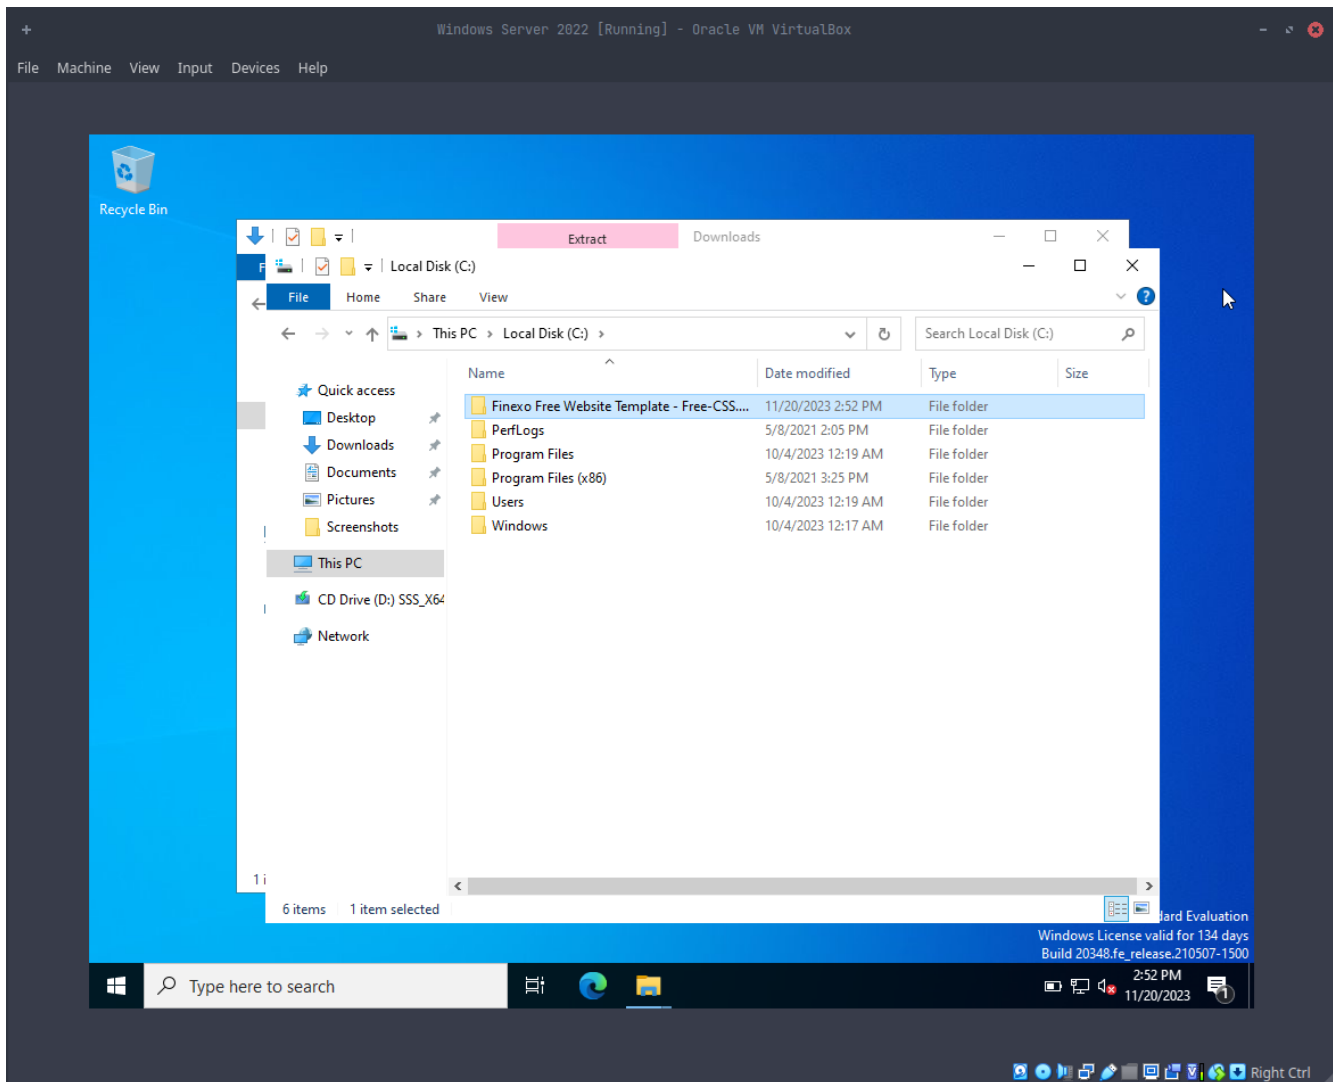 Windows Server 2022 [Running] - Oracle VM VirtualBox
File Machine View Input Devices Help
Recycle Bin
Extract Downloads
F Local Disk (C:)
File Home Share View
This PC > Local Disk (C:) > Search Local Disk (C:)
Name Date modified Type Size
Quick access
Desktop
Downloads
Documents
Pictures
Screenshots
This PC
CD Drive (D:) SSS_X64
Network
Finexo Free Website Template - Free-CSS.... 11/20/2023 2:52 PM File folder
PerfLogs 5/8/2021 2:05 PM File folder
Program Files 10/4/2023 12:19 AM File folder
Program Files (x86) 5/8/2021 3:25 PM File folder
Users 10/4/2023 12:19 AM File folder
Windows 10/4/2023 12:17 AM File folder
1 i
6 items 1 item selected
dard Evaluation
Windows License valid for 134 days
Build 20348.fe_release.210507-1500
Type here to search
2:52 PM
11/20/2023
1
Right Ctrl